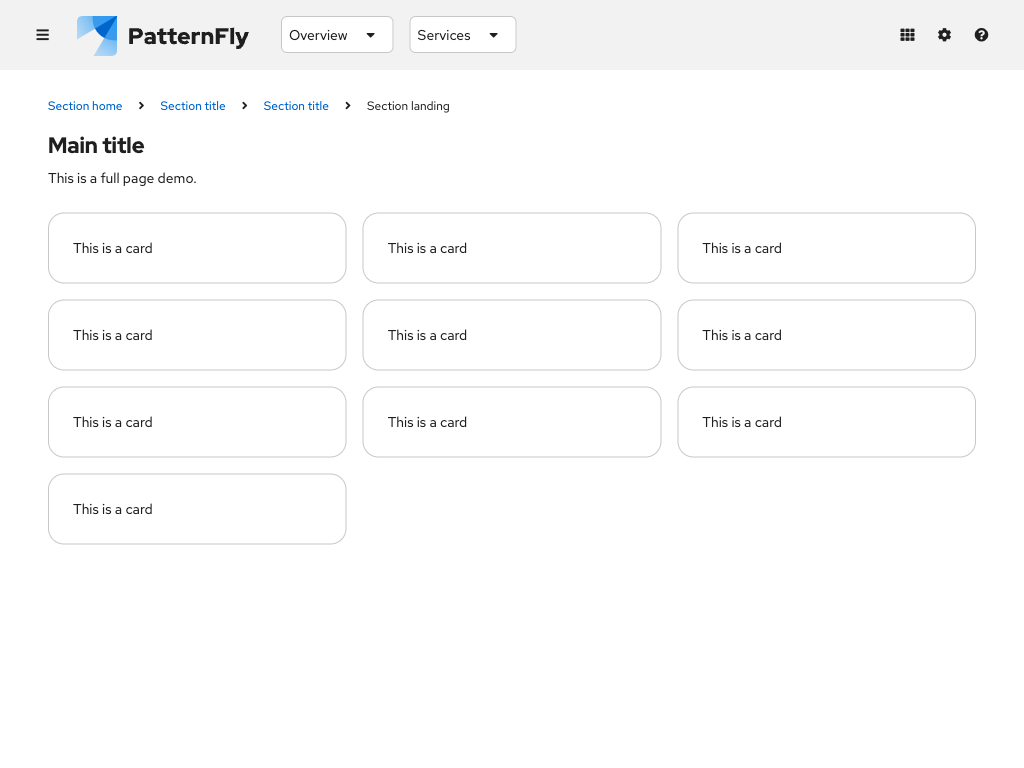 PatternFly Overview Services
Section home Section title Section title Section landing
Main title
This is a full page demo.
This is a card This is a card This is a card
This is a card This is a card This is a card
This is a card This is a card This is a card
This is a card